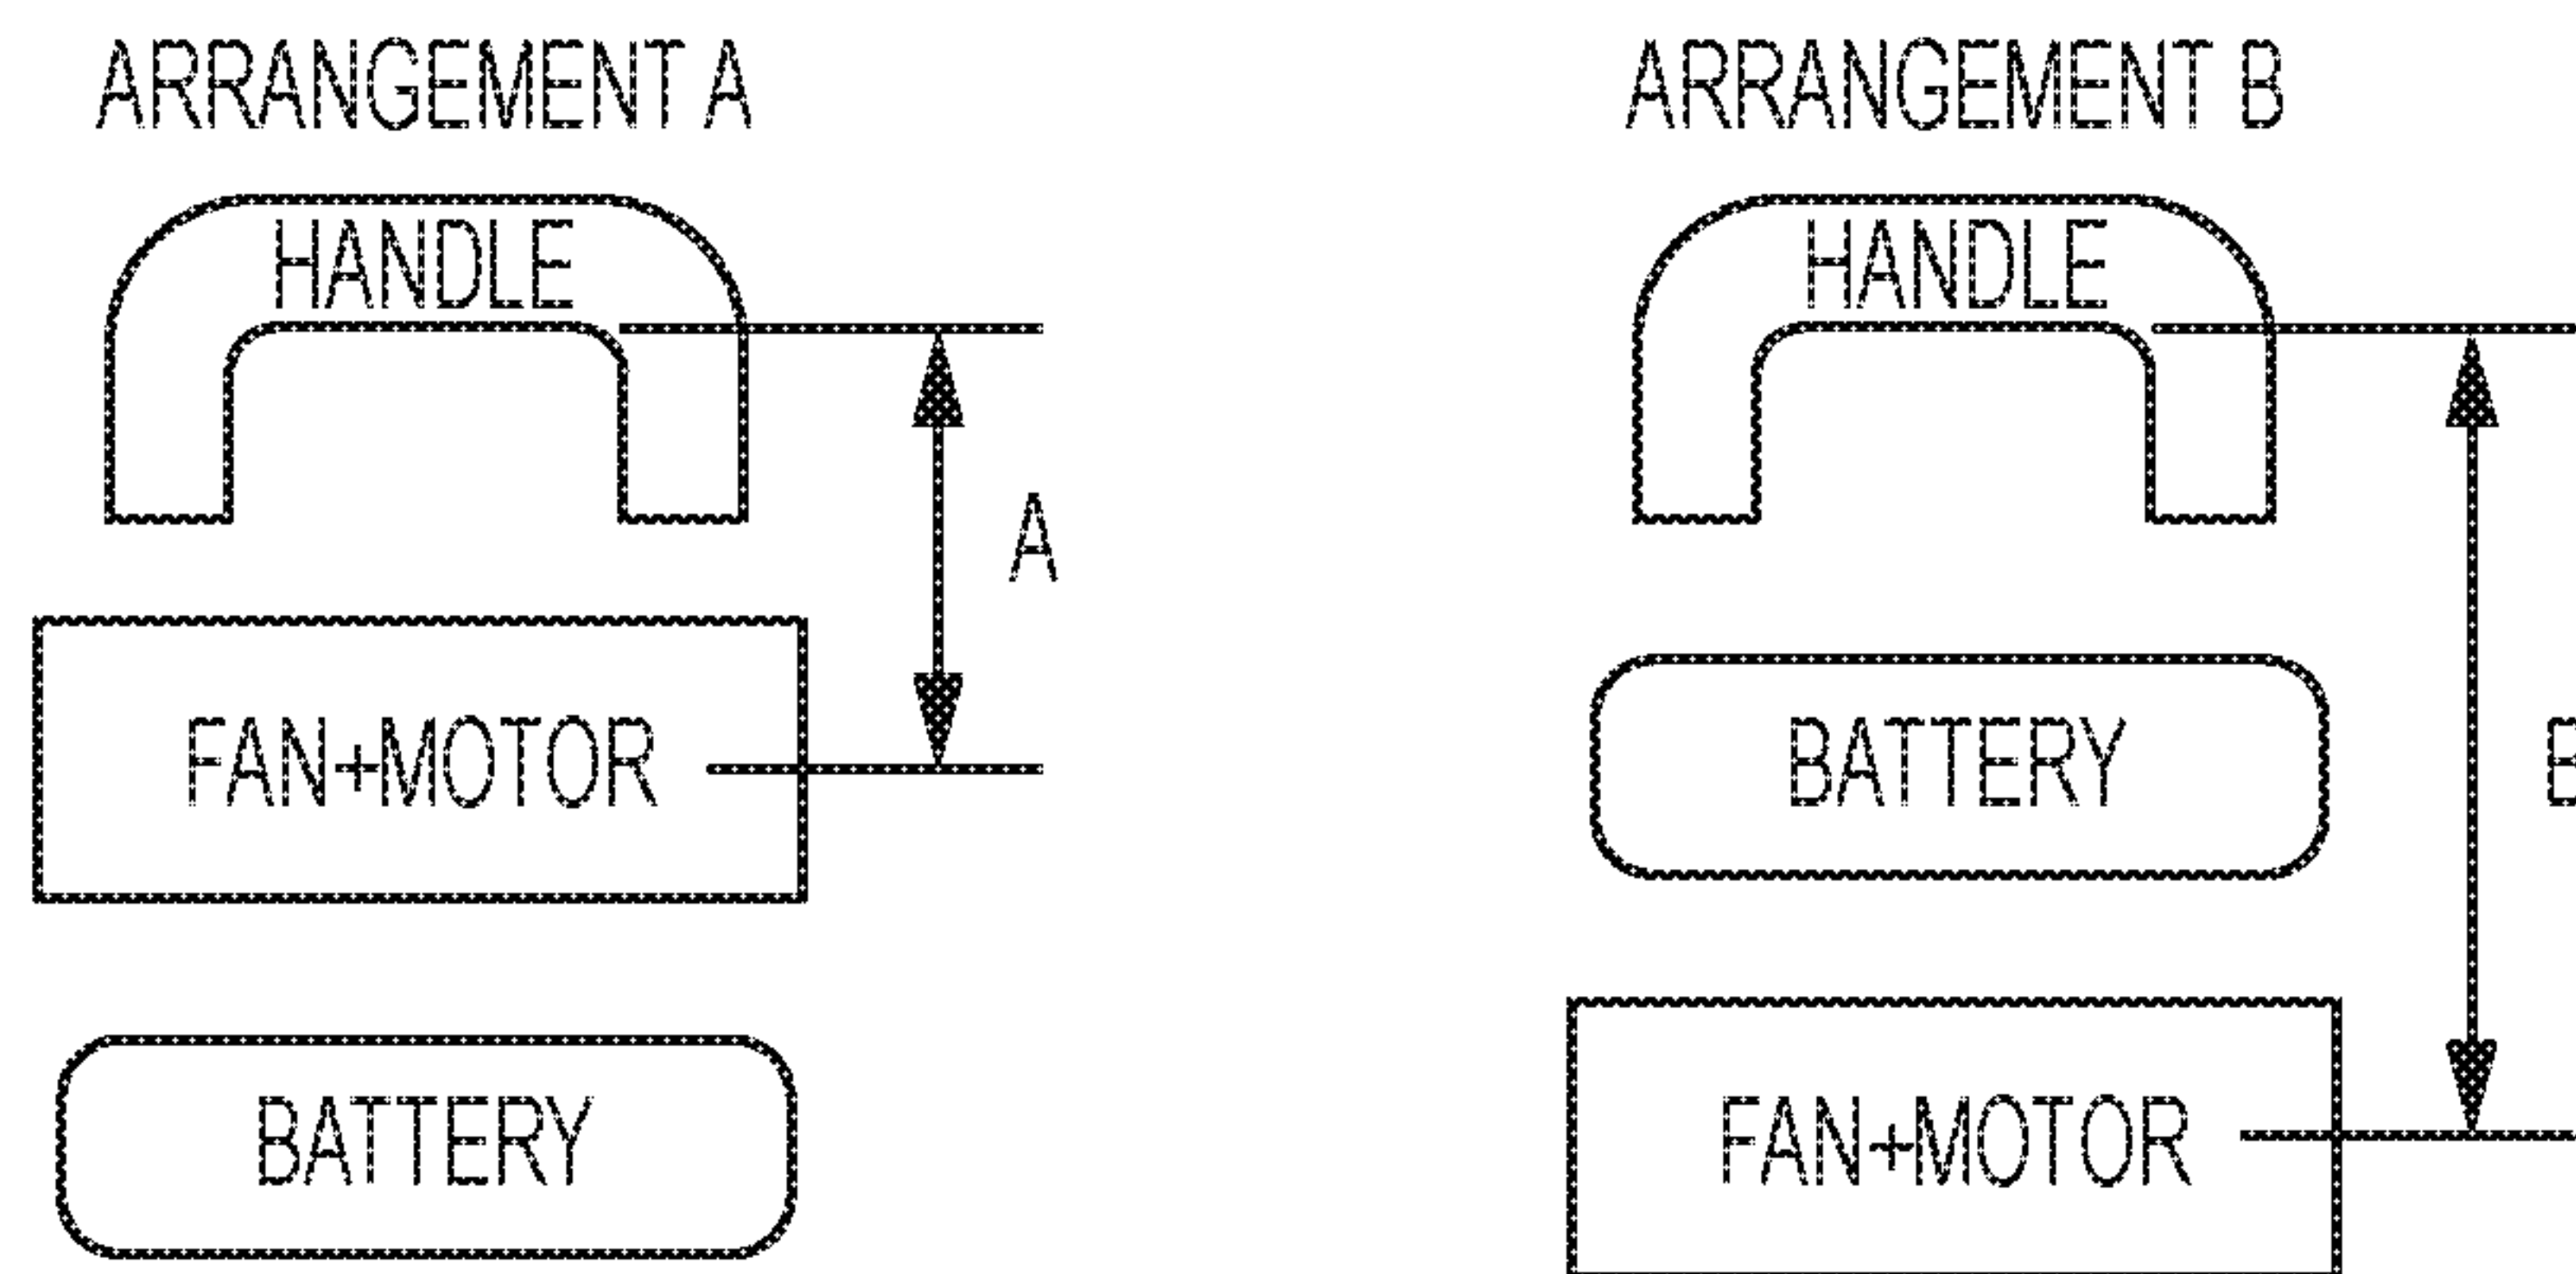 ARRANGEMENT A
HANDLE
A
FAN+MOTOR
BATTERY
ARRANGEMENT B
HANDLE
BATTERY
B
FAN+MOTOR